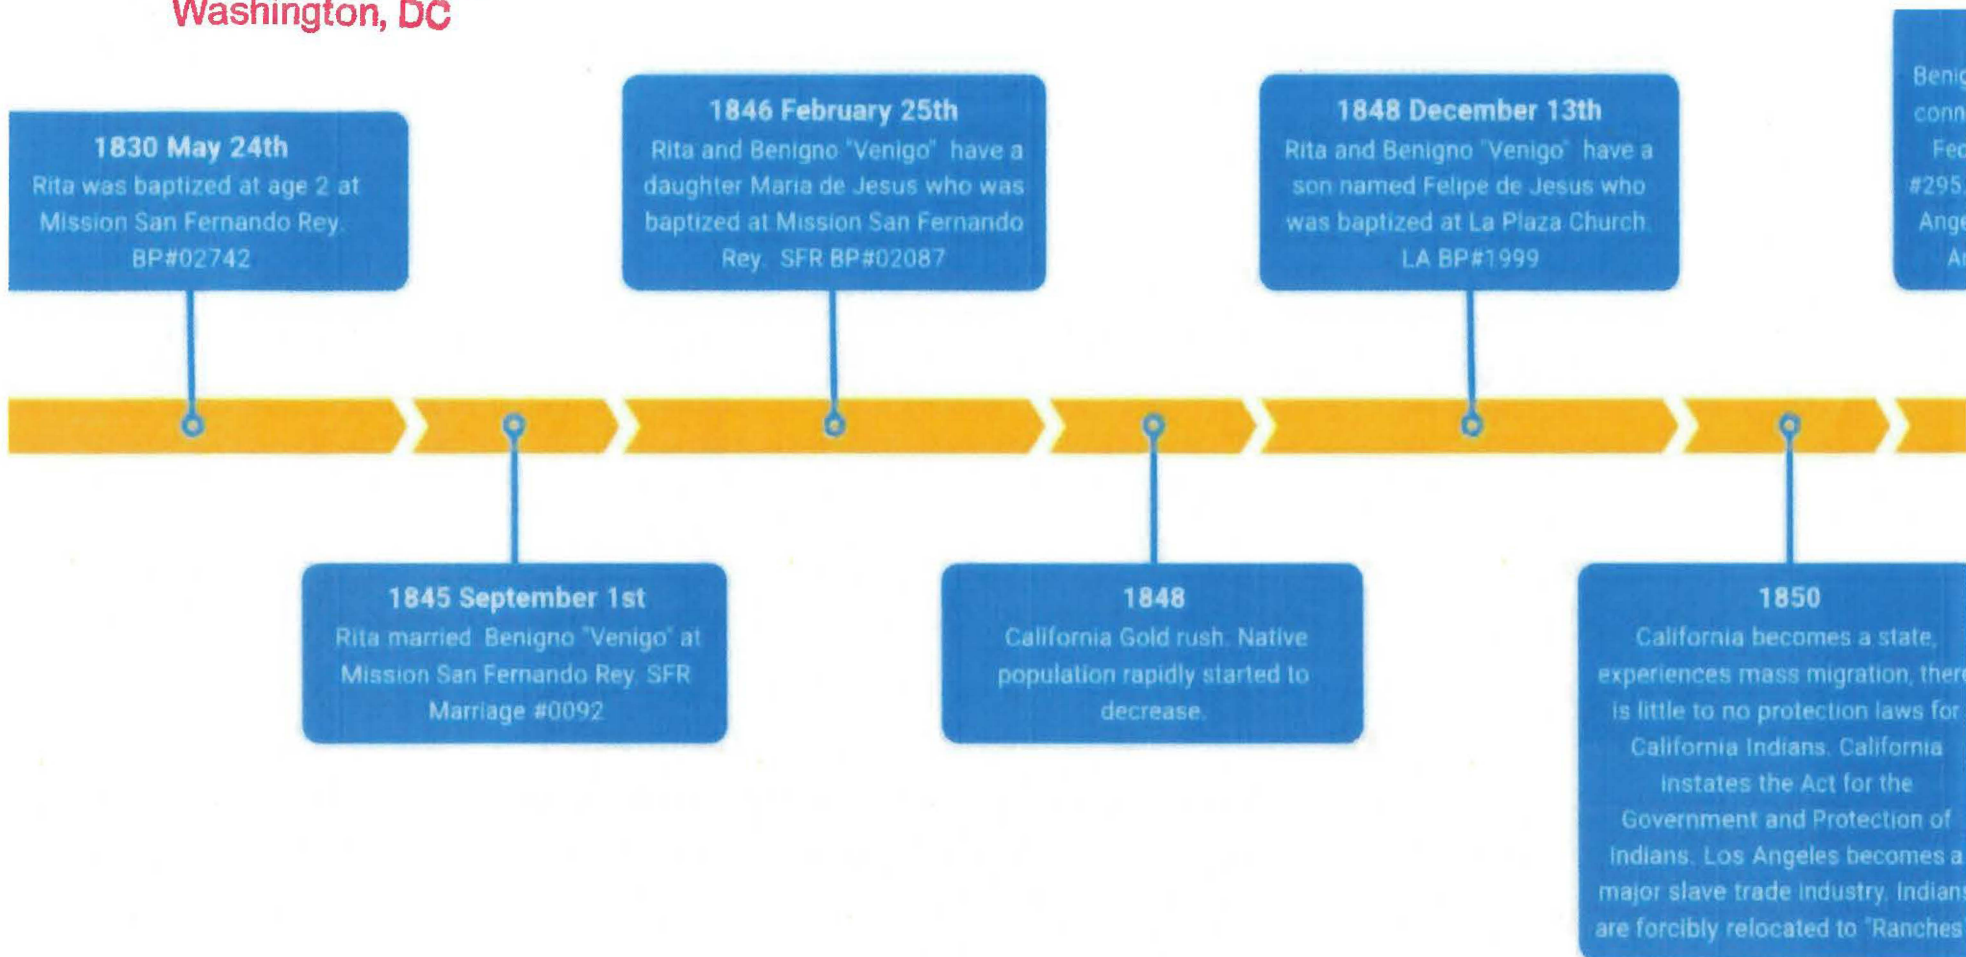 Washington, DC
1830 May 24th
Rita was baptized at age 2 at
Mission San Fernando Rey.
BP#02742
1845 September 1st
Rita married Benigno "Venigo" at
Mission San Fernando Rey. SFR
Marriage #0092
1846 February 25th
Rita and Benigno "Venigo" have a
daughter Maria de Jesus who was
baptized at Mission San Fernando
Rey. SFR BP#02087
1848
California Gold rush. Native
population rapidly started to
decrease.
1848 December 13th
Rita and Benigno "Venigo" have a
son named Felipe de Jesus who
was baptized at La Plaza Church.
LA BP#1999
1850
California becomes a state,
experiences mass migration, there
is little to no protection laws for
California Indians. California
instates the Act for the
Government and Protection of
Indians. Los Angeles becomes a
major slave trade industry. Indians
are forcibly relocated to "Ranches"
#295.